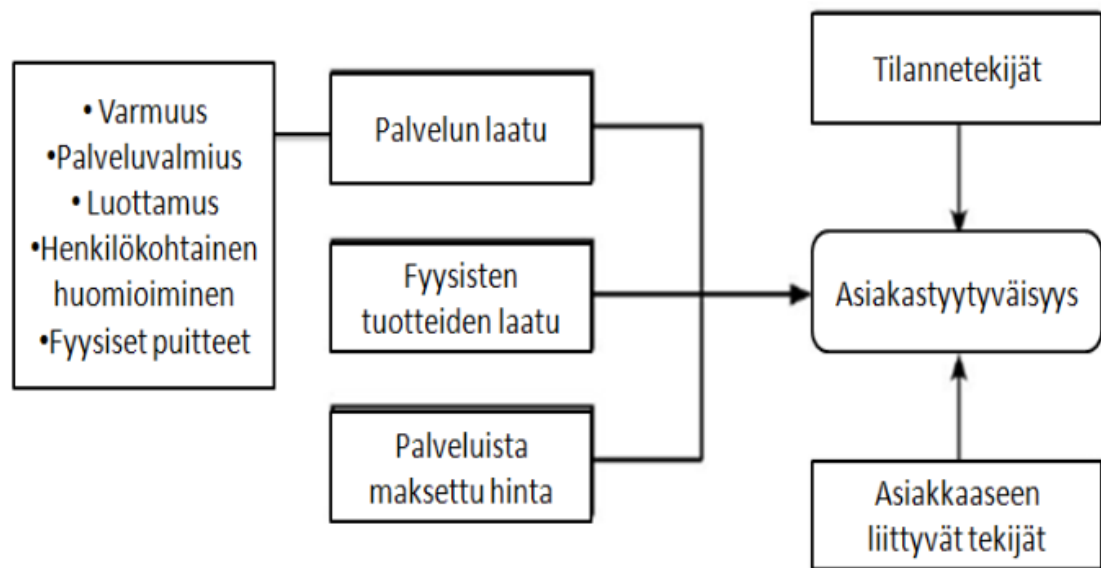 • Varmuus
•Palveluvalmius
• Luottamus
•Henkilökohtainen
huomioiminen
•Fyysiset puitteet
Palvelun laatu
Fyysisten
tuotteiden laatu
Palveluista
maksettu hinta
Tilannetekijät
Asiakastyytyväisyys
Asiakkaaseen
liittyvät tekijät